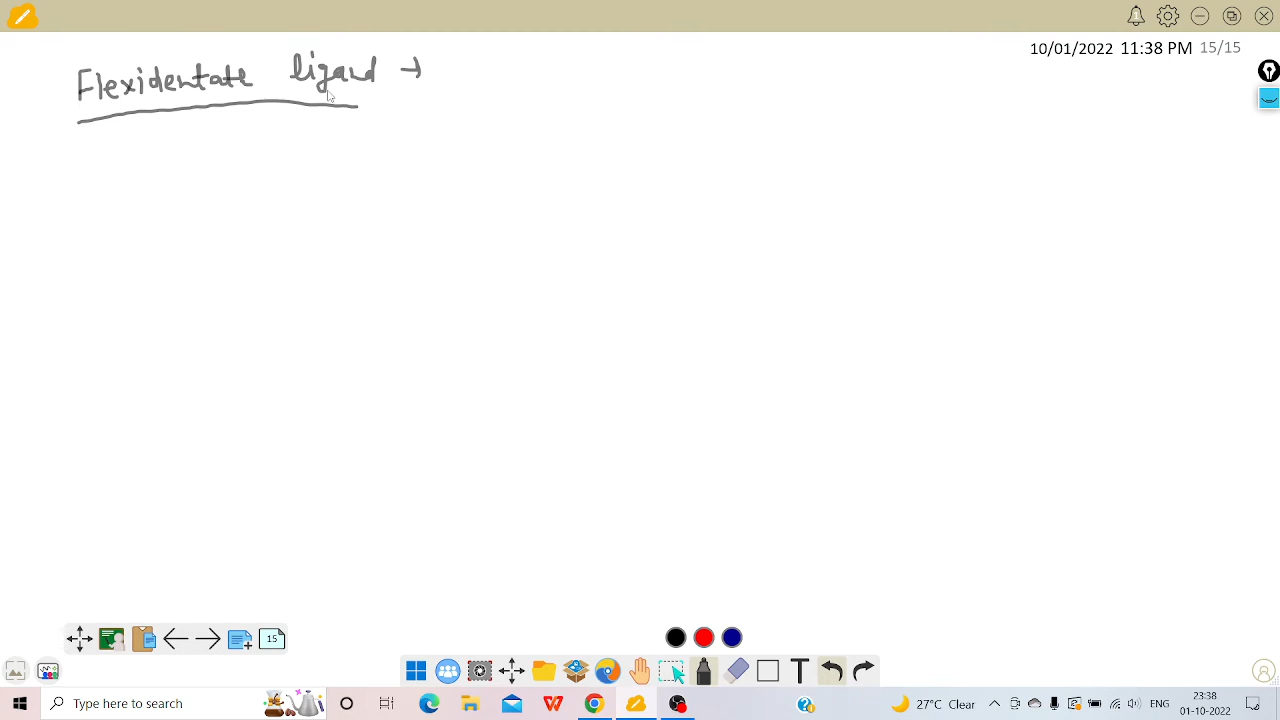 10/01/2022 11:38 PM 15/15
Flexidentate ligand →
15
T
Type here to search
27°C Clear
ENG
23:38
01-10-2022